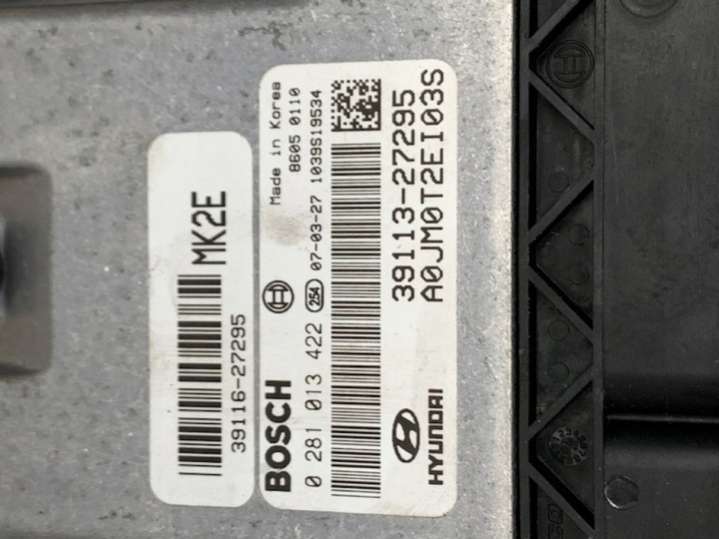 MK2E
39116-27295
Made in Korea
8605 0110
1039S19534
BOSCH
0 281 013 422 254 07-03-27
39113-27295
A0JM0T2EI03S
HYUNDAI